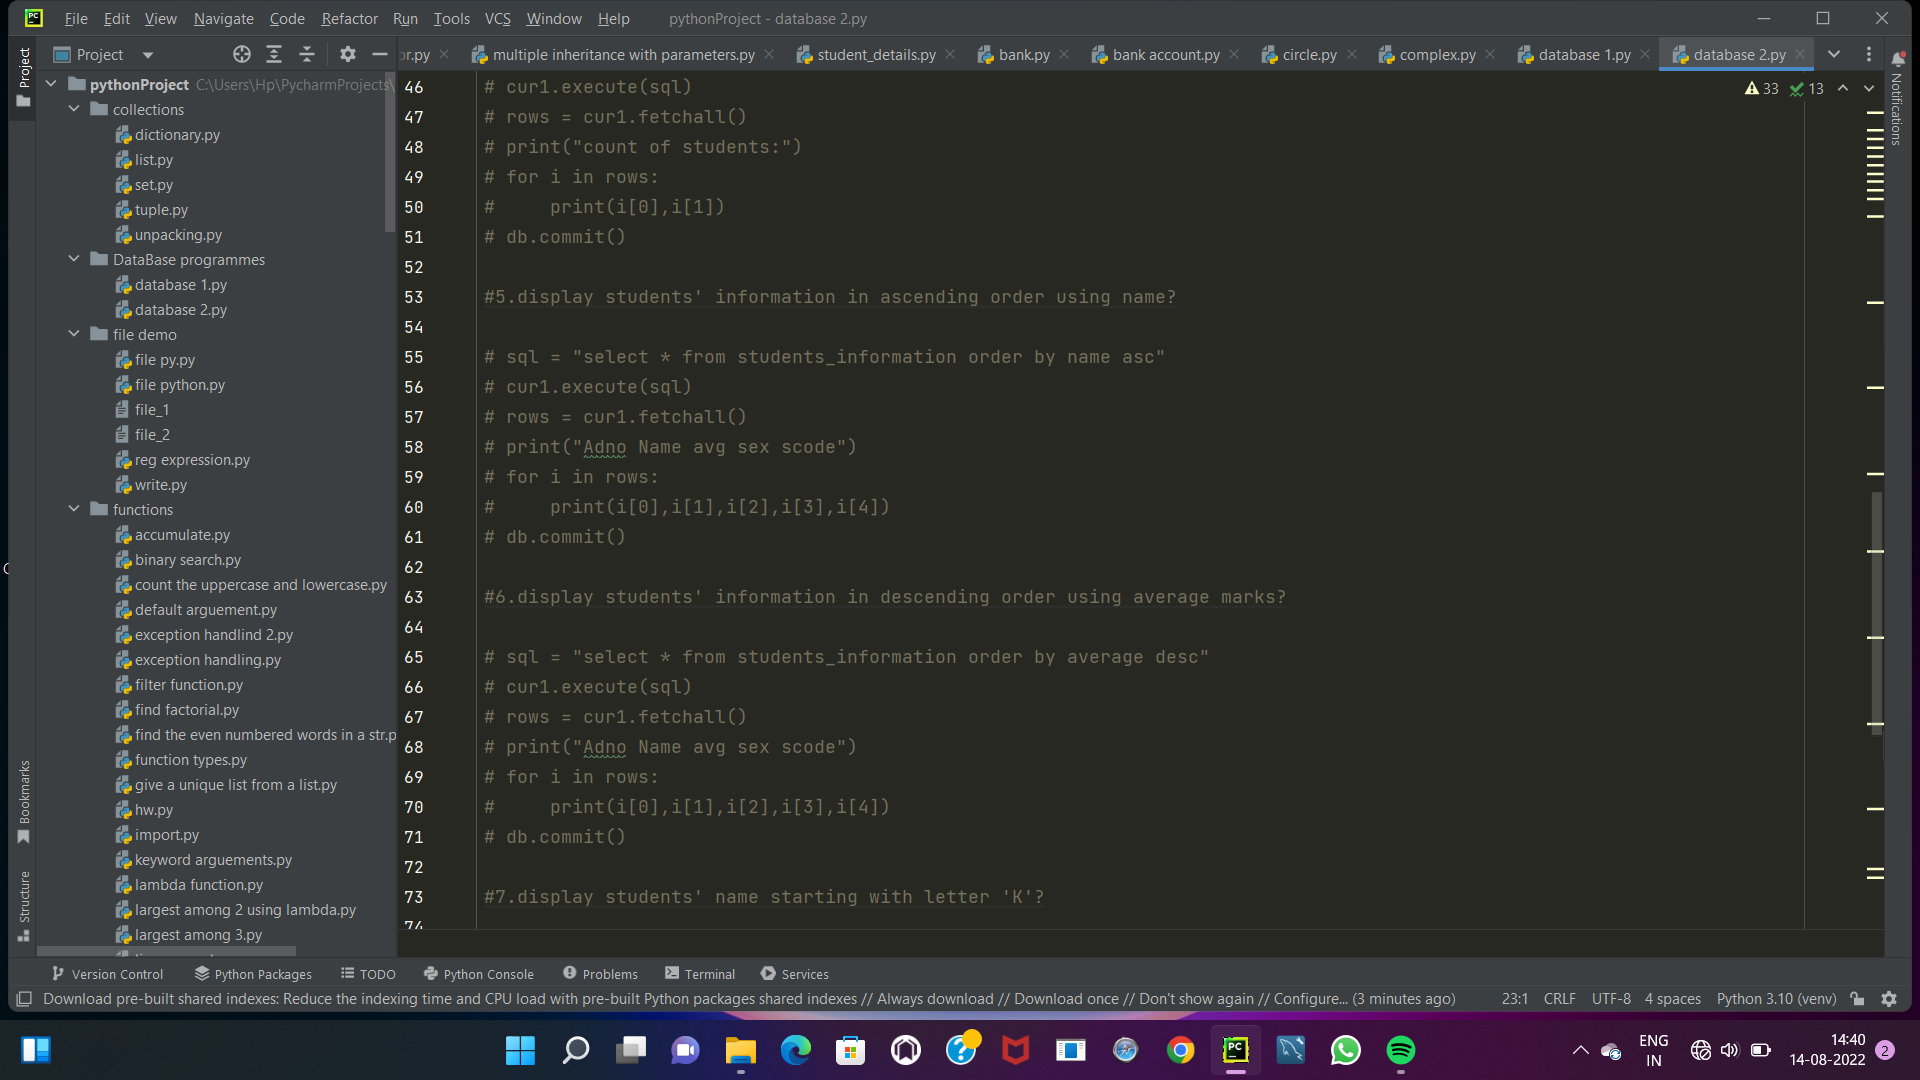 File Edit View Navigate Code Refactor Run Tools VCS Window Help pythonProject - database 2.py
Project
or.py multiple inheritance with parameters.py student_details.py bank.py bank account.py circle.py complex.py database 1.py database 2.py
Project
Notifications
Bookmarks
Structure
pythonProject C:\Users\Hp\PycharmProjects\
collections
dictionary.py
list.py
set.py
tuple.py
unpacking.py
DataBase programmes
database 1.py
database 2.py
file demo
file py.py
file python.py
file_1
file_2
reg expression.py
write.py
functions
accumulate.py
binary search.py
count the uppercase and lowercase.py
default arguement.py
exception handlind 2.py
exception handling.py
filter function.py
find factorial.py
find the even numbered words in a str.p
function types.py
give a unique list from a list.py
hw.py
import.py
keyword arguements.py
lambda function.py
largest among 2 using lambda.py
largest among 3.py
33 13
46 # cur1.execute(sql)
47 # rows = cur1.fetchall()
48 # print("count of students:")
49 # for i in rows:
50 #     print(i[0],i[1])
51 # db.commit()
52
53 #5.display students' information in ascending order using name?
54
55 # sql = "select * from students_information order by name asc"
56 # cur1.execute(sql)
57 # rows = cur1.fetchall()
58 # print("Adno Name avg sex scode")
59 # for i in rows:
60 #     print(i[0],i[1],i[2],i[3],i[4])
61 # db.commit()
62
63 #6.display students' information in descending order using average marks?
64
65 # sql = "select * from students_information order by average desc"
66 # cur1.execute(sql)
67 # rows = cur1.fetchall()
68 # print("Adno Name avg sex scode")
69 # for i in rows:
70 #     print(i[0],i[1],i[2],i[3],i[4])
71 # db.commit()
72
73 #7.display students' name starting with letter 'K'?
74
Version Control Python Packages TODO Python Console Problems Terminal Services
Download pre-built shared indexes: Reduce the indexing time and CPU load with pre-built Python packages shared indexes // Always download // Download once // Don't show again // Configure... (3 minutes ago) 23:1 CRLF UTF-8 4 spaces Python 3.10 (venv)
ENG
IN
14:40
14-08-2022
2